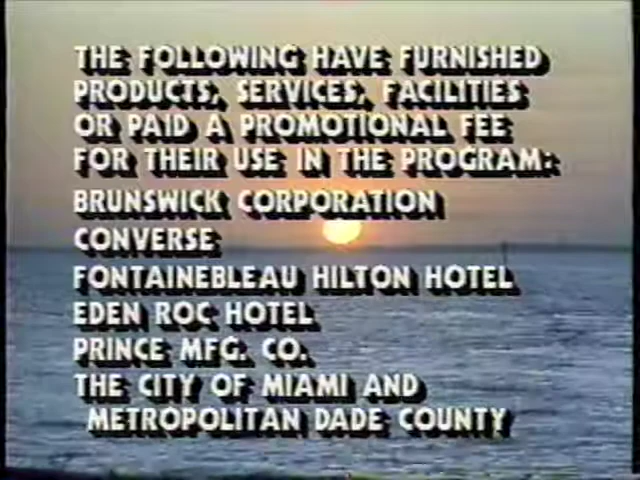 THE FOLLOWING HAVE FURNISHED
PRODUCTS, SERVICES, FACILITIES
OR PAID A PROMOTIONAL FEE
FOR THEIR USE IN THE PROGRAM:
BRUNSWICK CORPORATION
CONVERSE
FONTAINEBLEAU HILTON HOTEL
EDEN ROC HOTEL
PRINCE MFG. CO.
THE CITY OF MIAMI AND
METROPOLITAN DADE COUNTY